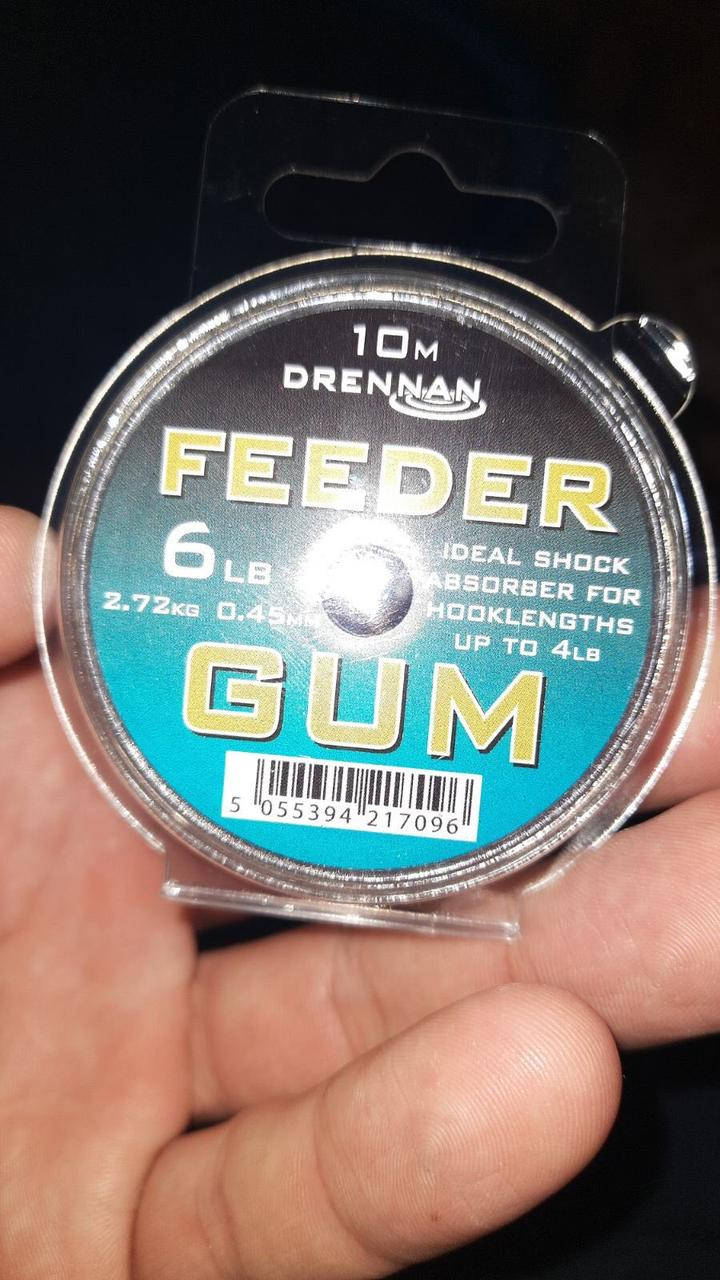 10M
DRENNAN
FEEDER
6LB
2.72KG 0.45MM
IDEAL SHOCK
ABSORBER FOR
HOOKLENGTHS
UP TO 4LB
GUM
5 055394 217096